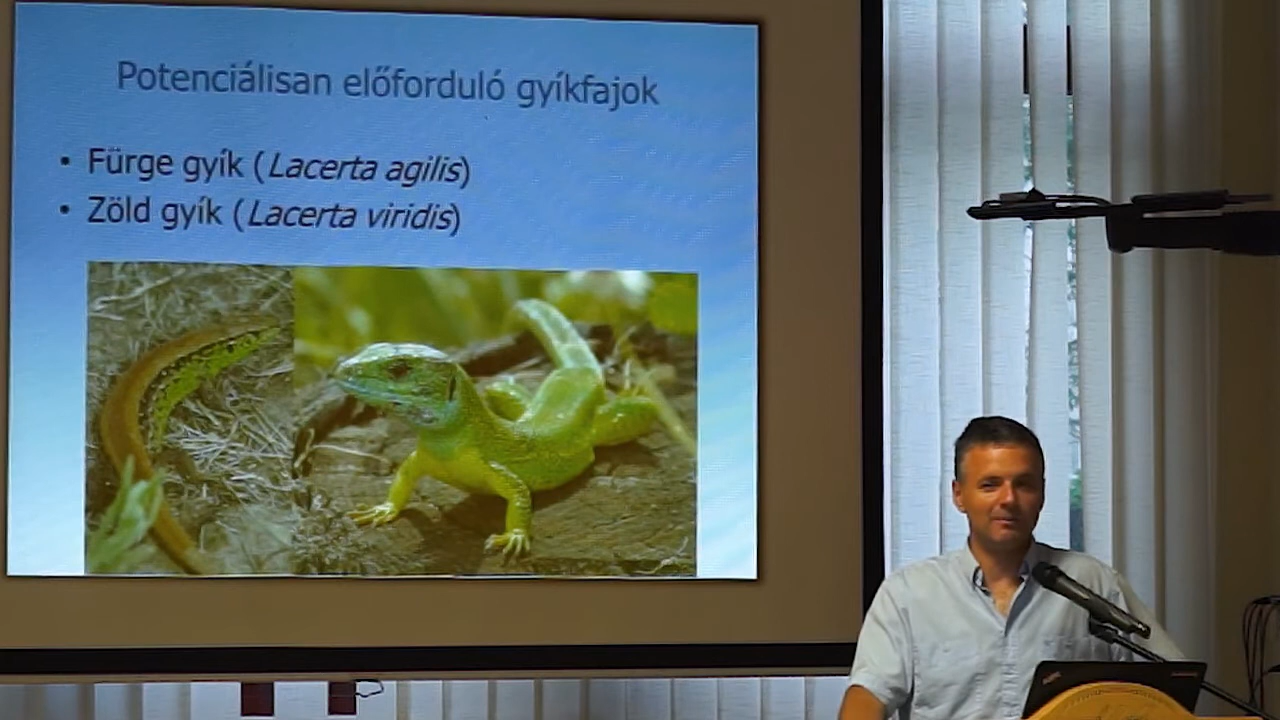 Potenciálisan előforduló gyíkfajok
• Fürge gyík (Lacerta agilis)
• Zöld gyík (Lacerta viridis)